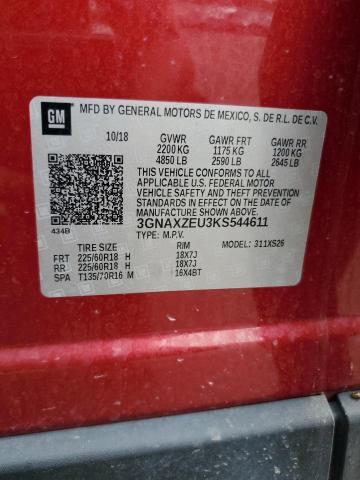 GM
MFD BY GENERAL MOTORS DE MEXICO, S. DE R.L. DE C.V.
10/18 GVWR GAWR FRT GAWR RR
2200 KG 1175 KG 1200 KG
4850 LB 2590 LB 2645 LB
THIS VEHICLE CONFORMS TO ALL
APPLICABLE U.S. FEDERAL MOTOR
VEHICLE SAFETY AND THEFT PREVENTION
STANDARDS IN EFFECT ON THE DATE OF
MANUFACTURE SHOWN ABOVE.
434B 3GNAXZEU3KS544611
TYPE: M.P.V. MODEL: 311XS26
TIRE SIZE RIM
FRT 225/60R18 H 18X7J
RR 225/60R18 H 18X7J
SPA T135/70R16 M 16X4BT